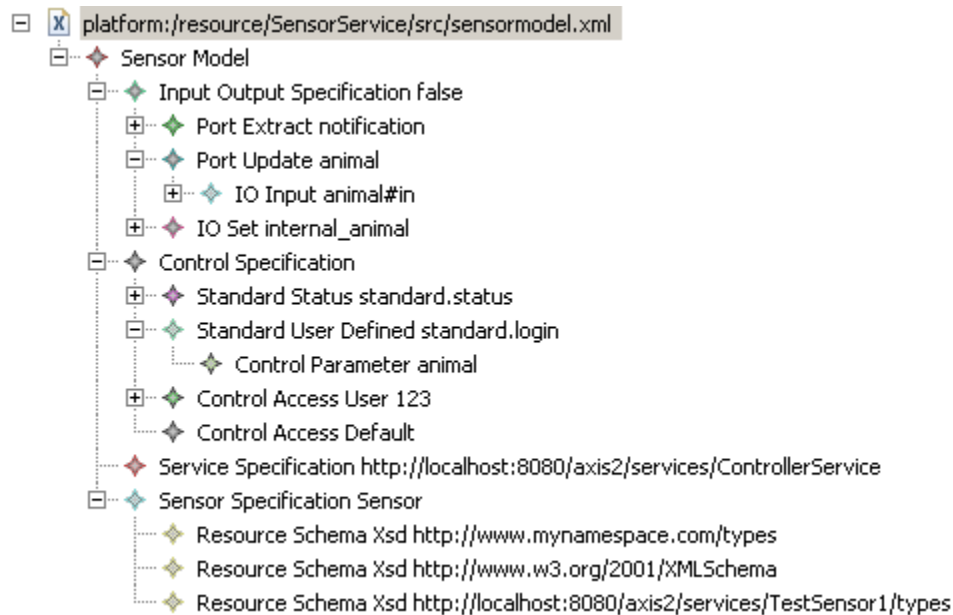 platform:/resource/SensorService/src/sensormodel.xml
Sensor Model
Input Output Specification false
Port Extract notification
Port Update animal
IO Input animal#in
IO Set internal_animal
Control Specification
Standard Status standard.status
Standard User Defined standard.login
Control Parameter animal
Control Access User 123
Control Access Default
Service Specification http://localhost:8080/axis2/services/ControllerService
Sensor Specification Sensor
Resource Schema Xsd http://www.mynamespace.com/types
Resource Schema Xsd http://www.w3.org/2001/XMLSchema
Resource Schema Xsd http://localhost:8080/axis2/services/TestSensor1/types